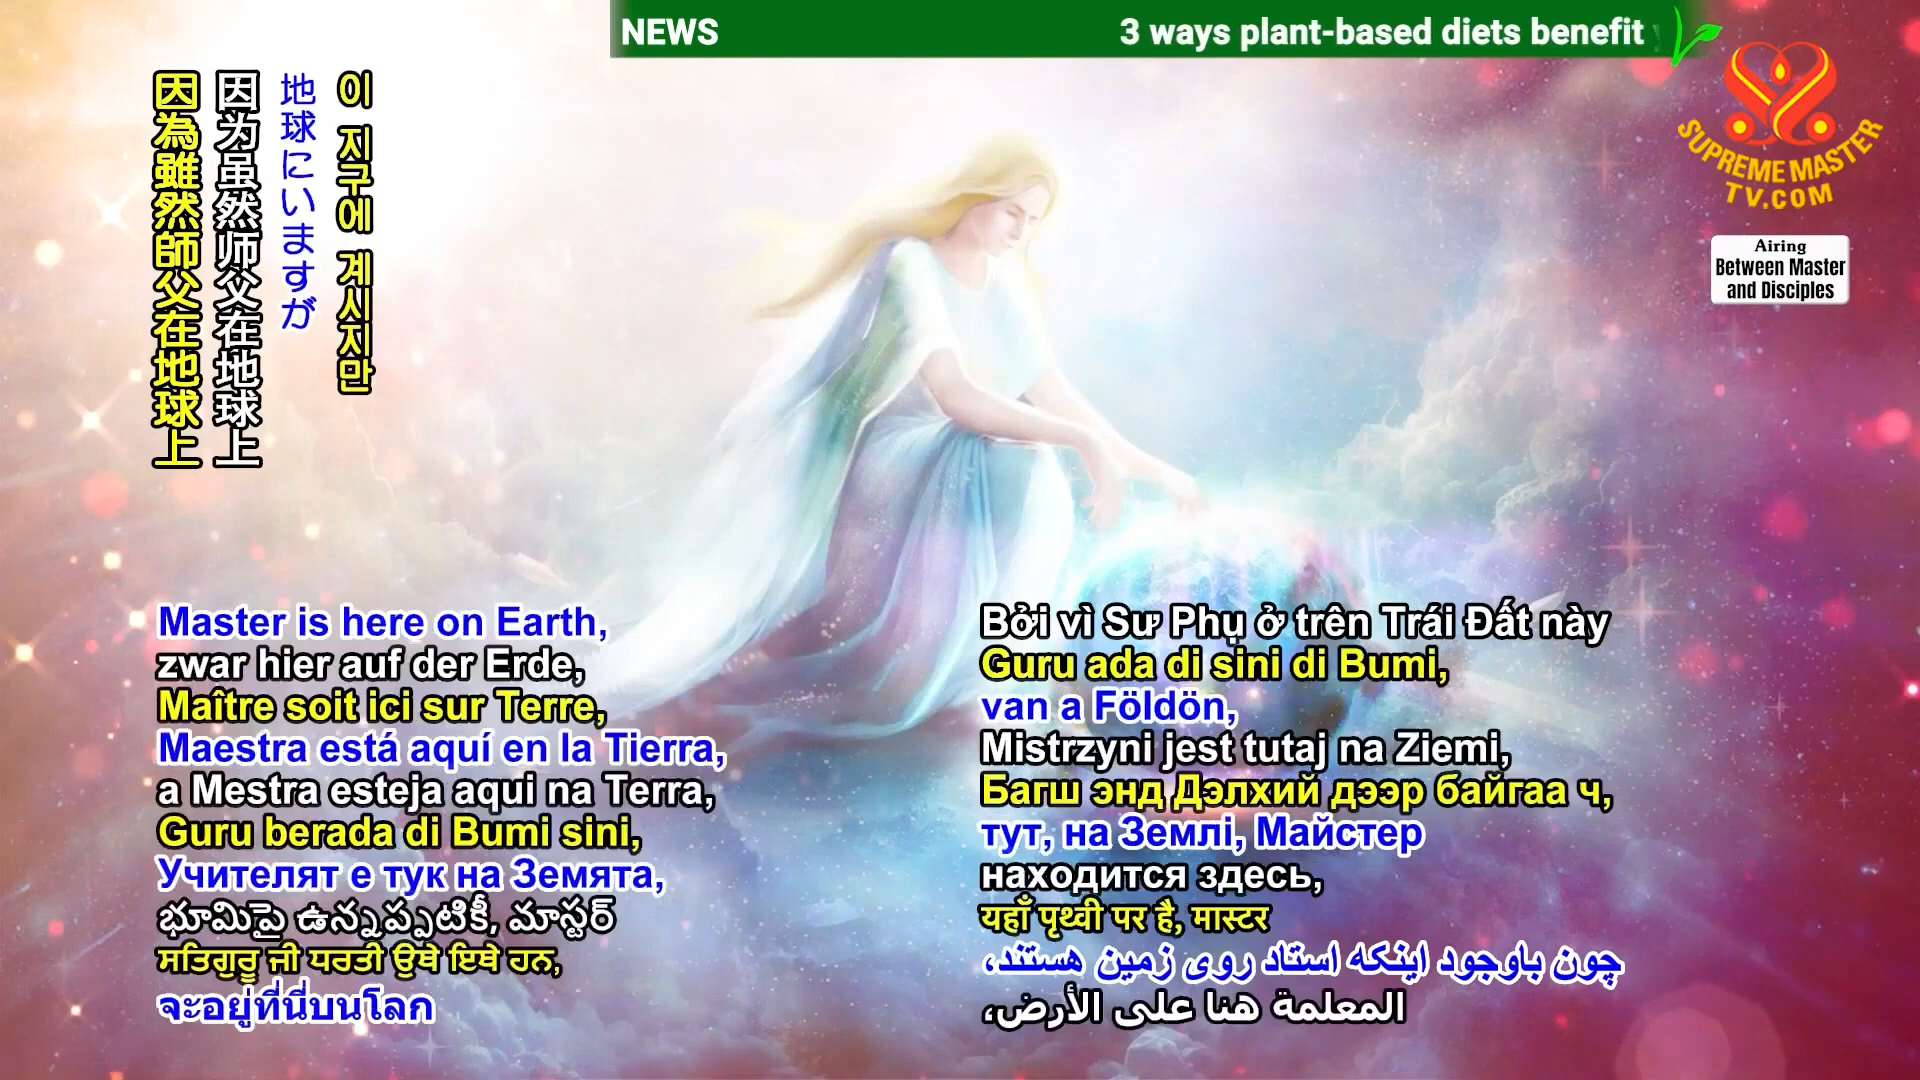 NEWS
3 ways plant-based diets benefit
SUPREME MASTER
TV.COM
Airing
Between Master
and Disciples
이 지구에 계시지만
地球にいますが
因为虽然师父在地球上
因為雖然師父在地球上
Master is here on Earth,
zwar hier auf der Erde,
Maître soit ici sur Terre,
Maestra está aquí en la Tierra,
a Mestra esteja aqui na Terra,
Guru berada di Bumi sini,
Учителят е тук на Земята,
భూమిపై ఉన్నప్పటికీ, మాస్టర్
ਸਤਿਗੁਰੂ ਜੀ ਧਰਤੀ ਉਥੇ ਇਥੇ ਹਨ,
จะอยู่ที่นี่บนโลก
Bởi vì Sư Phụ ở trên Trái Đất này
Guru ada di sini di Bumi,
van a Földön,
Mistrzyni jest tutaj na Ziemi,
Багш энд Дэлхий дээр байгаа ч,
тут, на Землі, Майстер
находится здесь,
यहाँ पृथ्वी पर है, मास्टर
چون باوجود اینکه استاد روی زمین هستند،
المعلمة هنا على الأرض،